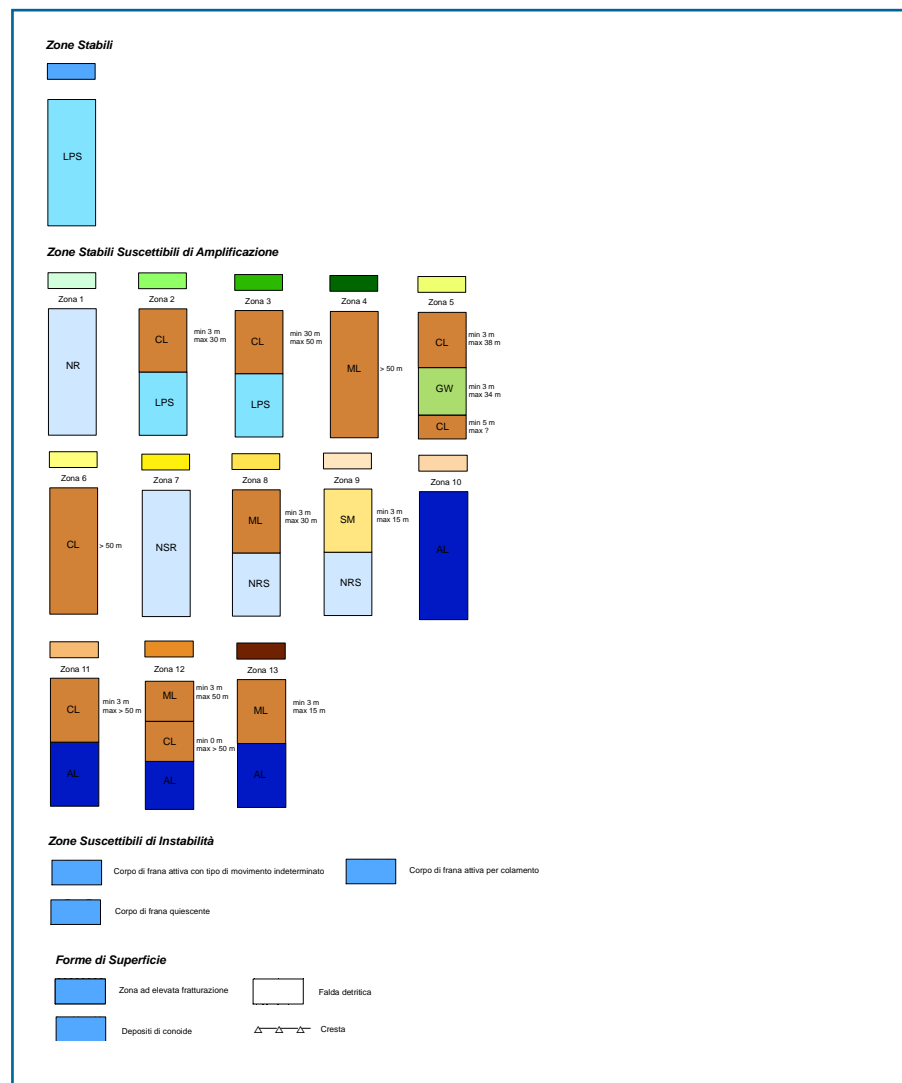 Zone Stabili
LPS
Zone Stabili Suscettibili di Amplificazione
Zona 1
Zona 2
Zona 3
Zona 4
Zona 5
NR
CL
min 3 m
max 30 m
LPS
CL
min 30 m
max 50 m
LPS
ML
> 50 m
CL
min 3 m
max 38 m
GW
min 3 m
max 34 m
CL
min 5 m
max ?
Zona 6
Zona 7
Zona 8
Zona 9
Zona 10
CL
> 50 m
NSR
ML
min 3 m
max 30 m
NRS
SM
min 3 m
max 15 m
NRS
AL
Zona 11
Zona 12
Zona 13
CL
min 3 m
max > 50 m
AL
ML
min 3 m
max 50 m
CL
min 0 m
max > 50 m
AL
ML
min 3 m
max 15 m
AL
Zone Suscettibili di Instabilità
Corpo di frana attiva con tipo di movimento indeterminato
Corpo di frana attiva per colamento
Corpo di frana quiescente
Forme di Superficie
Zona ad elevata fratturazione
Falda detritica
Depositi di conoide
Cresta